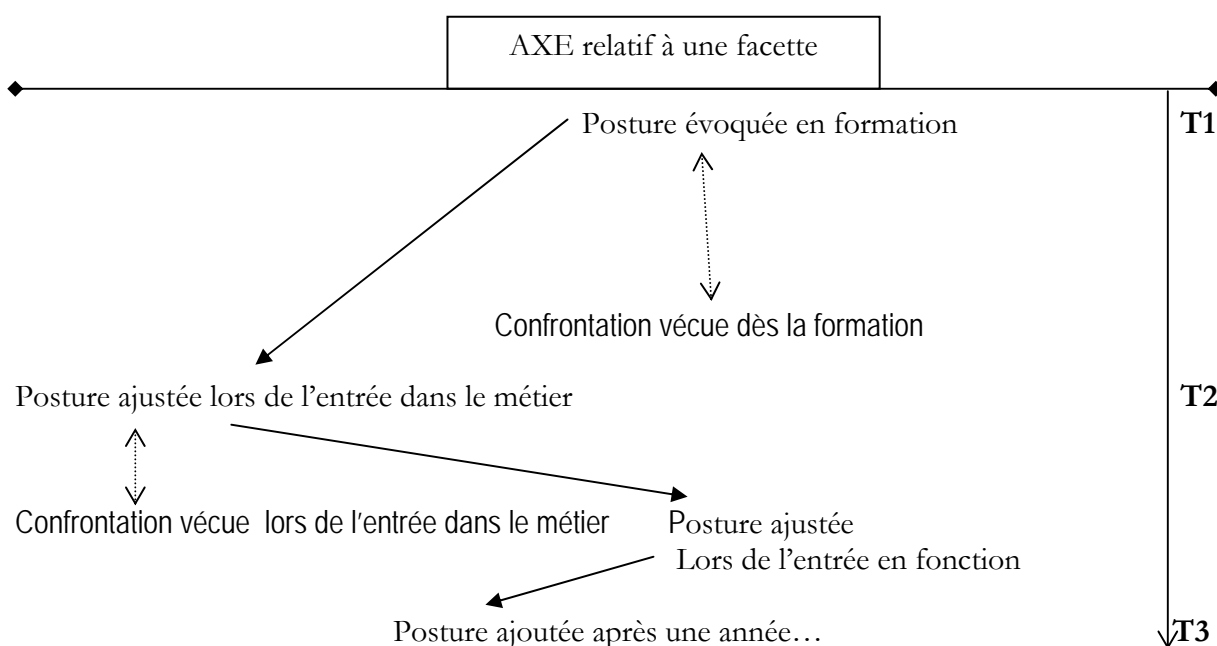 AXE relatif à une facette
Posture évoquée en formation
T1
Confrontation vécue dès la formation
Posture ajustée lors de l'entrée dans le métier
T2
Confrontation vécue lors de l'entrée dans le métier
Posture ajustée
Lors de l'entrée en fonction
Posture ajoutée après une année…
T3